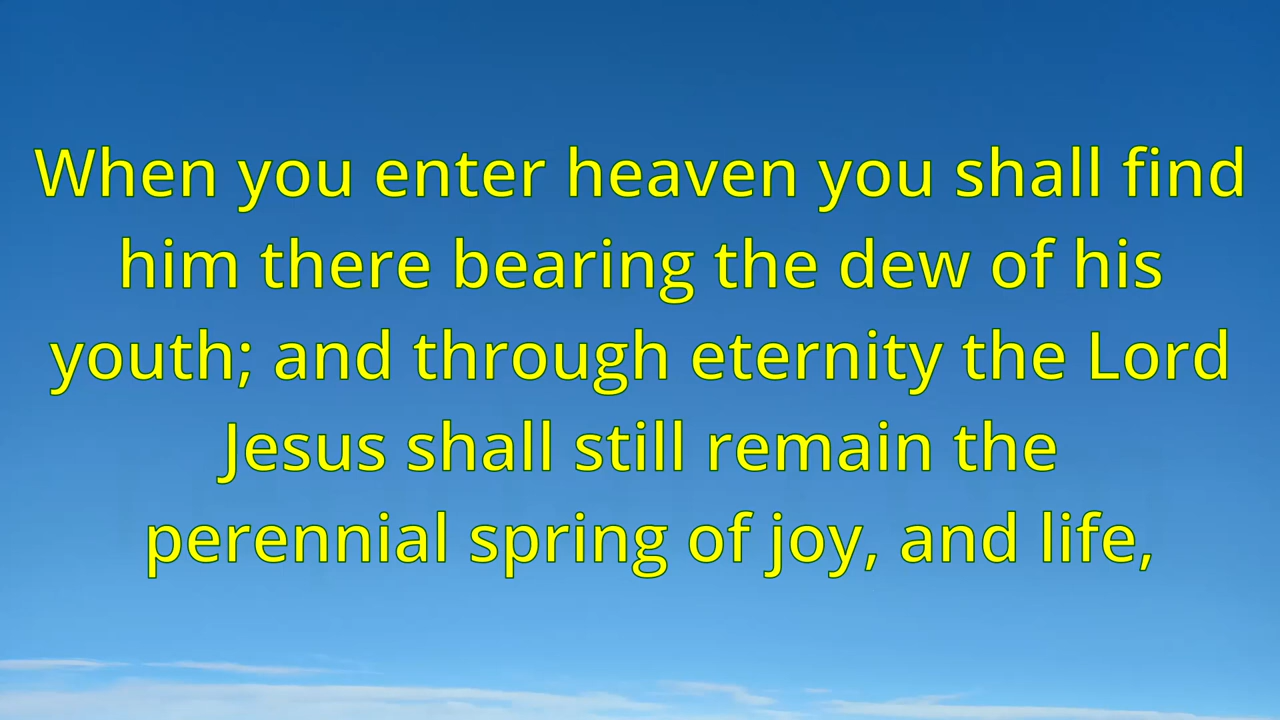 When you enter heaven you shall find
him there bearing the dew of his
youth; and through eternity the Lord
Jesus shall still remain the
perennial spring of joy, and life,